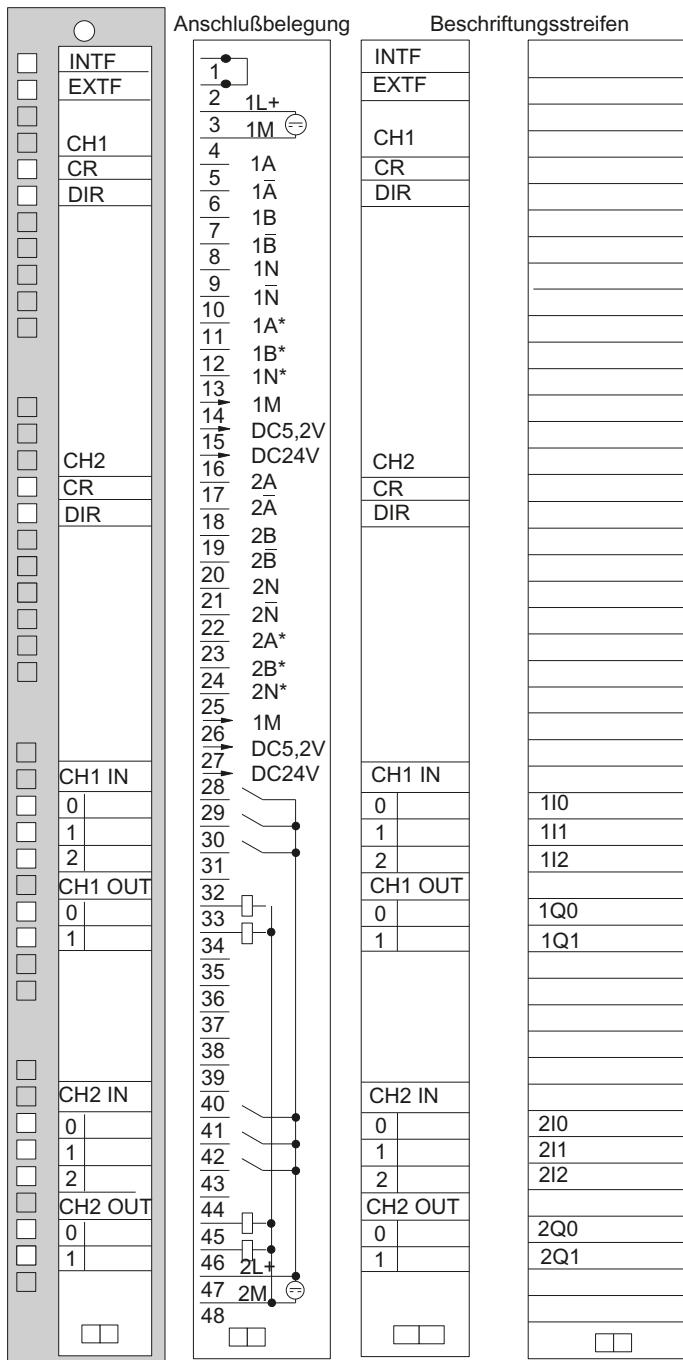 Anschlußbelegung
Beschriftungsstreifen
INTF
EXTF
CH1
CR
DIR
CH2
CR
DIR
CH1 IN
0
1
2
CH1 OUT
0
1
CH2 IN
0
1
2
CH2 OUT
0
1
1
2
1L+
3
1M
4
1A
5
1A̅
6
1B
7
1B̅
8
1N
9
1N̅
10
1A*
11
1B*
12
1N*
13
1M
14
DC5,2V
15
DC24V
16
2A
17
2A̅
18
2B
19
2B̅
20
2N
21
2N̅
22
2A*
23
2B*
24
2N*
25
1M
26
DC5,2V
27
DC24V
28
29
30
31
32
33
34
35
36
37
38
39
40
41
42
43
44
45
46
2L+
47
2M
48
INTF
EXTF
CH1
CR
DIR
CH2
CR
DIR
CH1 IN
0
1
2
CH1 OUT
0
1
CH2 IN
0
1
2
CH2 OUT
0
1
1I0
1I1
1I2
1Q0
1Q1
2I0
2I1
2I2
2Q0
2Q1